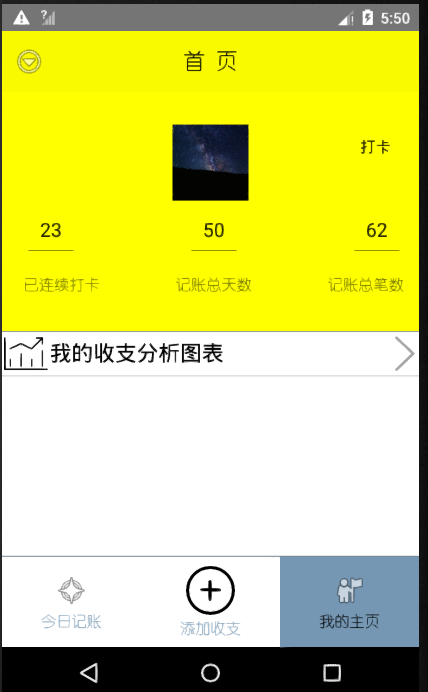 5:50
首 页
打卡
23 50 62
已连续打卡 记账总天数 记账总笔数
我的收支分析图表
今日记账 添加收支 我的主页